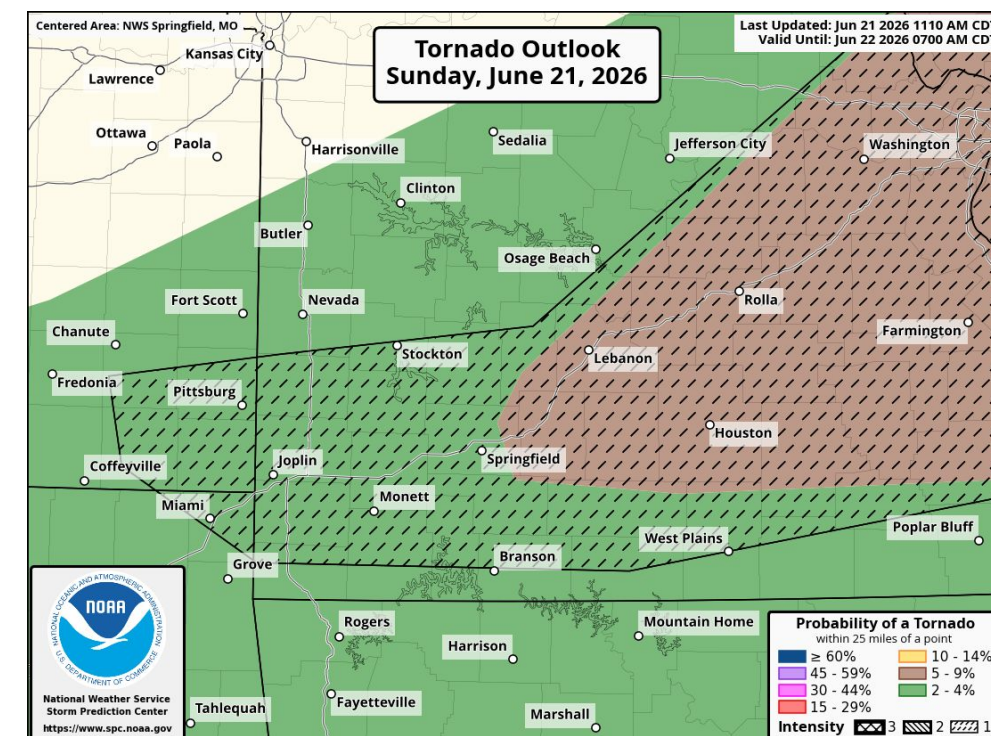 Centered Area: NWS Springfield, MO
Tornado Outlook
Sunday, June 21, 2026
Last Updated: Jun 21 2026 1110 AM CDT
Valid Until: Jun 22 2026 0700 AM CDT
Kansas City
Lawrence
Ottawa
Paola
Harrisonville
Sedalia
Jefferson City
Washington
Clinton
Butler
Osage Beach
Fort Scott
Nevada
Rolla
Chanute
Stockton
Lebanon
Farmington
Fredonia
Pittsburg
Houston
Coffeyville
Joplin
Springfield
Miami
Monett
West Plains
Poplar Bluff
Grove
Branson
Rogers
Harrison
Mountain Home
Tahlequah
Fayetteville
Marshall
NATIONAL OCEANIC AND ATMOSPHERIC ADMINISTRATION
NOAA
U.S. DEPARTMENT OF COMMERCE
National Weather Service
Storm Prediction Center
https://www.spc.noaa.gov
Probability of a Tornado
within 25 miles of a point
≥ 60%
10 - 14%
45 - 59%
5 - 9%
30 - 44%
2 - 4%
15 - 29%
Intensity 3 2 1